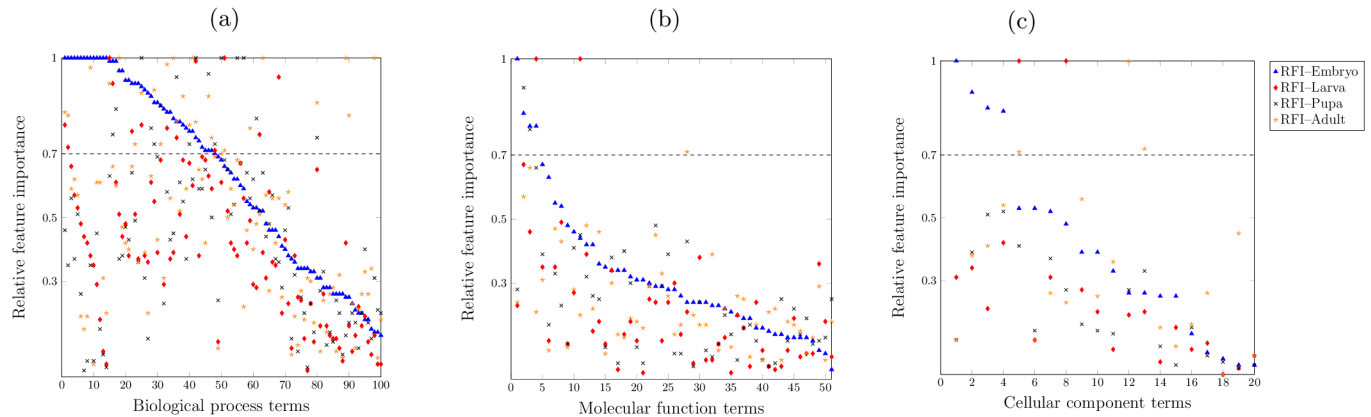 (a)
Relative feature importance
1
0.7
0.5
0.3
0 10 20 30 40 50 60 70 80 90 100
Biological process terms
(b)
Relative feature importance
1
0.7
0.5
0.3
0 5 10 15 20 25 30 35 40 45 50
Molecular function terms
(c)
Relative feature importance
1
0.7
0.5
0.3
0 2 4 6 8 10 12 14 16 18 20
Cellular component terms
RFI–Embryo
RFI–Larva
RFI–Pupa
RFI–Adult